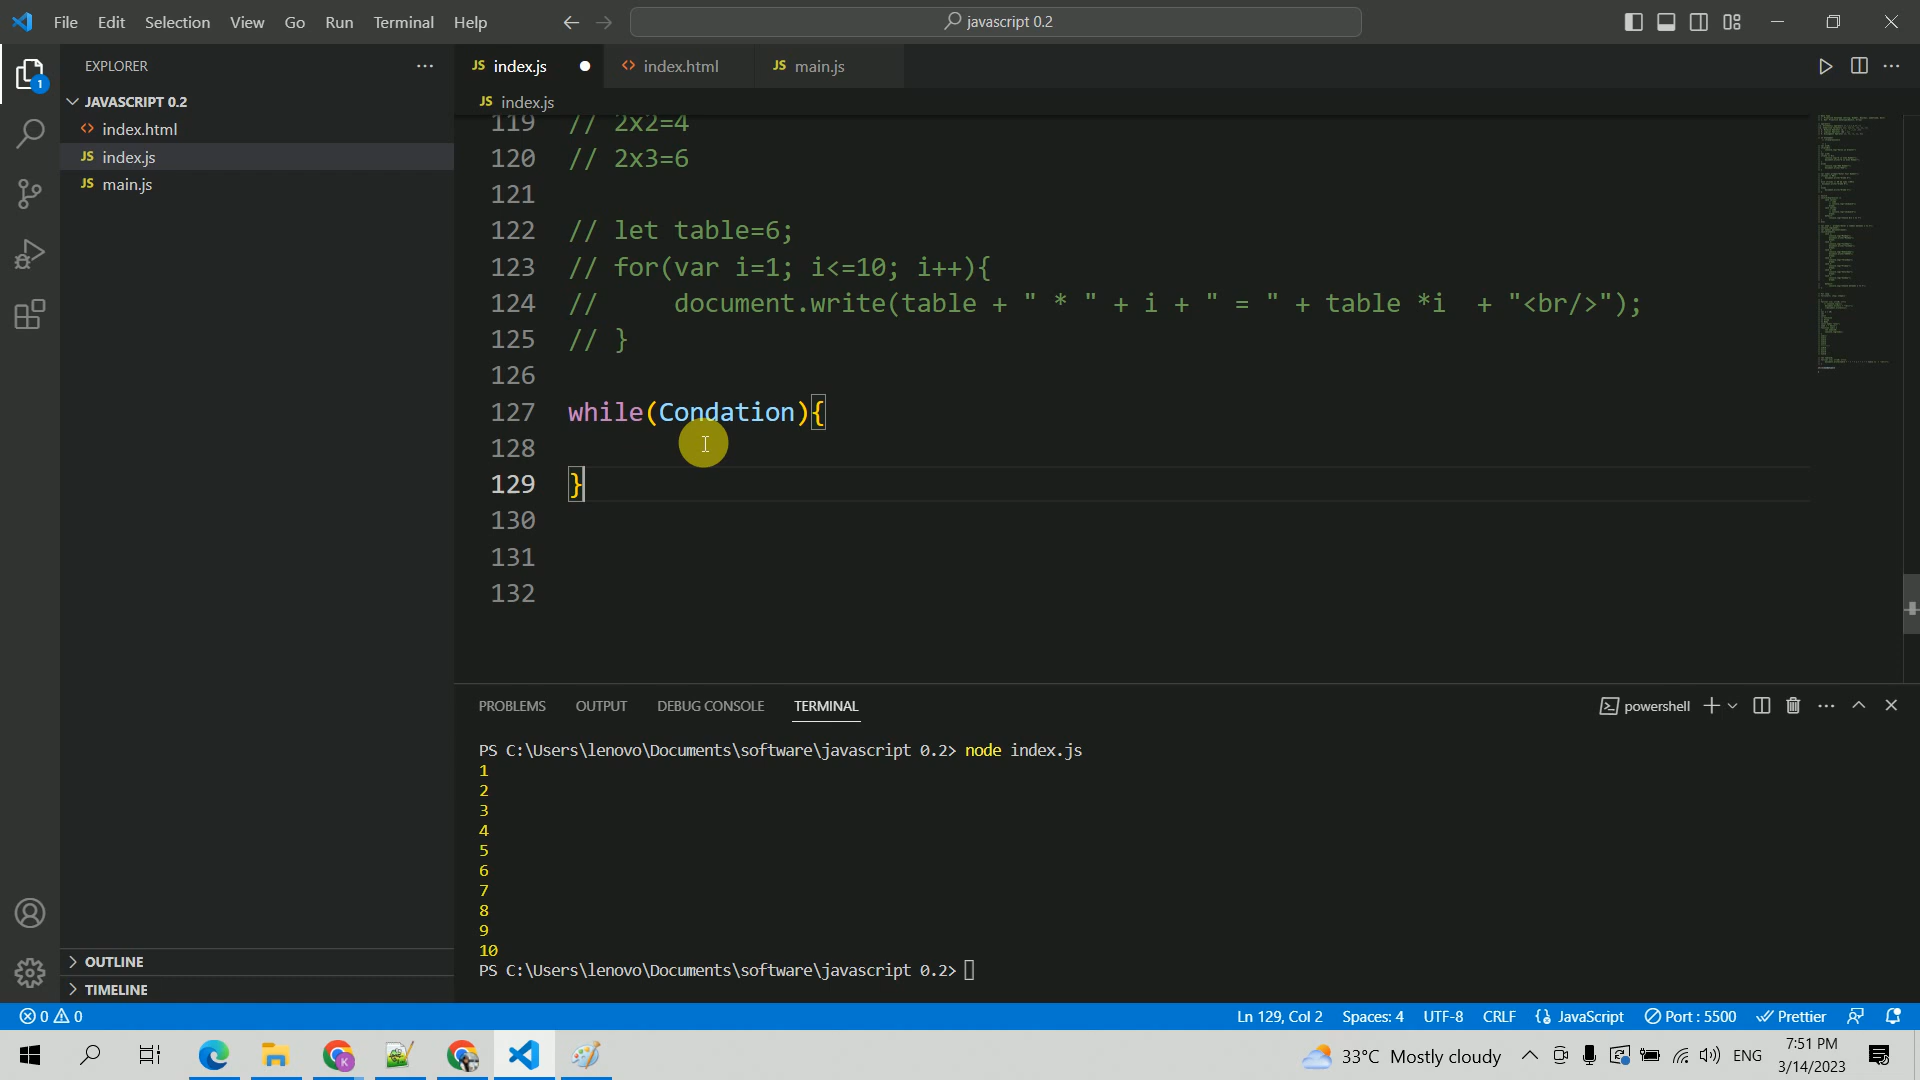 File Edit Selection View Go Run Terminal Help
javascript 0.2
EXPLORER
JS index.js
index.html
JS main.js
JAVASCRIPT 0.2
JS index.js
index.html
JS index.js
JS main.js
1
119 // 2x2=4
120 // 2x3=6
121
122 // let table=6;
123 // for(var i=1; i<=10; i++){
124 //     document.write(table + " * " + i + " = " + table *i  + "<br/>");
125 // }
126
127 while(Condation){
128
129 }
130
131
132
PROBLEMS OUTPUT DEBUG CONSOLE TERMINAL
powershell
PS C:\Users\lenovo\Documents\software\javascript 0.2> node index.js
1
2
3
4
5
6
7
8
9
10
PS C:\Users\lenovo\Documents\software\javascript 0.2>
OUTLINE
TIMELINE
0 0
Ln 129, Col 2 Spaces: 4 UTF-8 CRLF {} JavaScript Port : 5500 Prettier
K
33°C Mostly cloudy
ENG
7:51 PM
3/14/2023